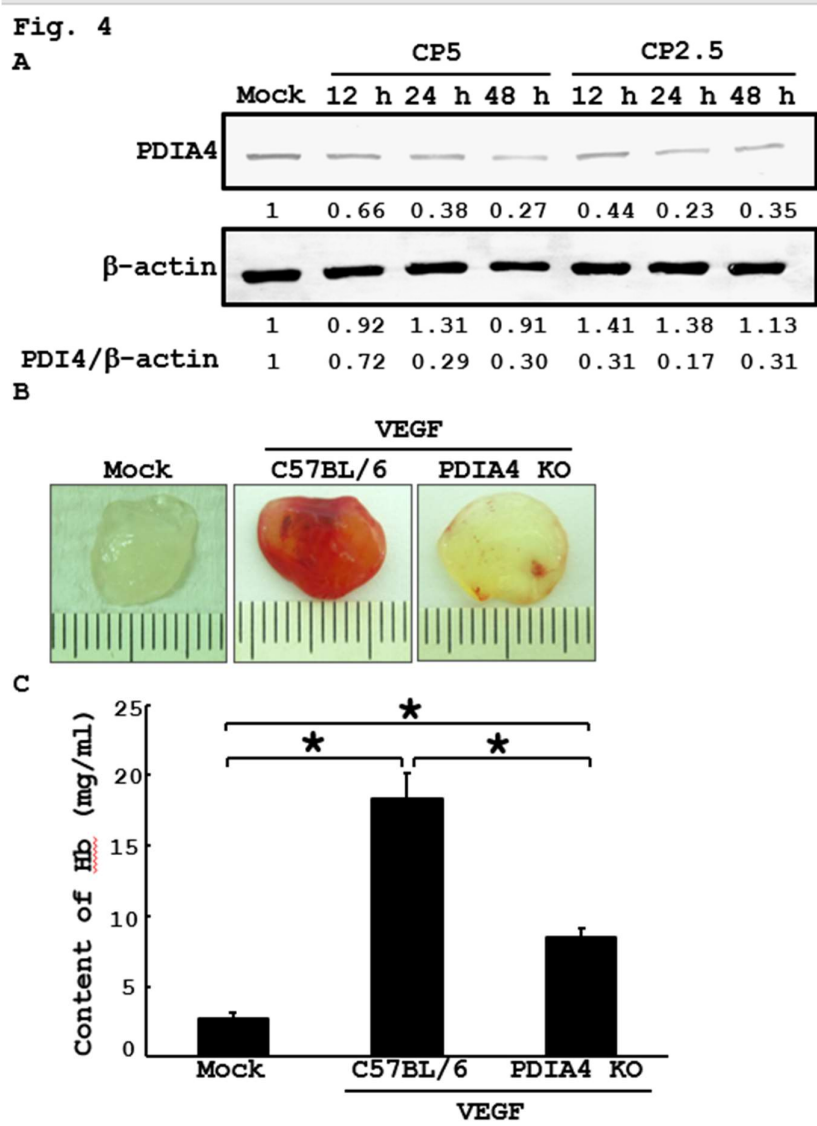 Fig. 4
A
CP5 CP2.5
Mock 12 h 24 h 48 h 12 h 24 h 48 h
PDIA4
1 0.66 0.38 0.27 0.44 0.23 0.35
β-actin
1 0.92 1.31 0.91 1.41 1.38 1.13
PDI4/β-actin 1 0.72 0.29 0.30 0.31 0.17 0.31
B
VEGF
Mock C57BL/6 PDIA4 KO
C
Content of Hb (mg/ml)
25
20
15
10
5
0
* 
* *
Mock C57BL/6 PDIA4 KO
VEGF